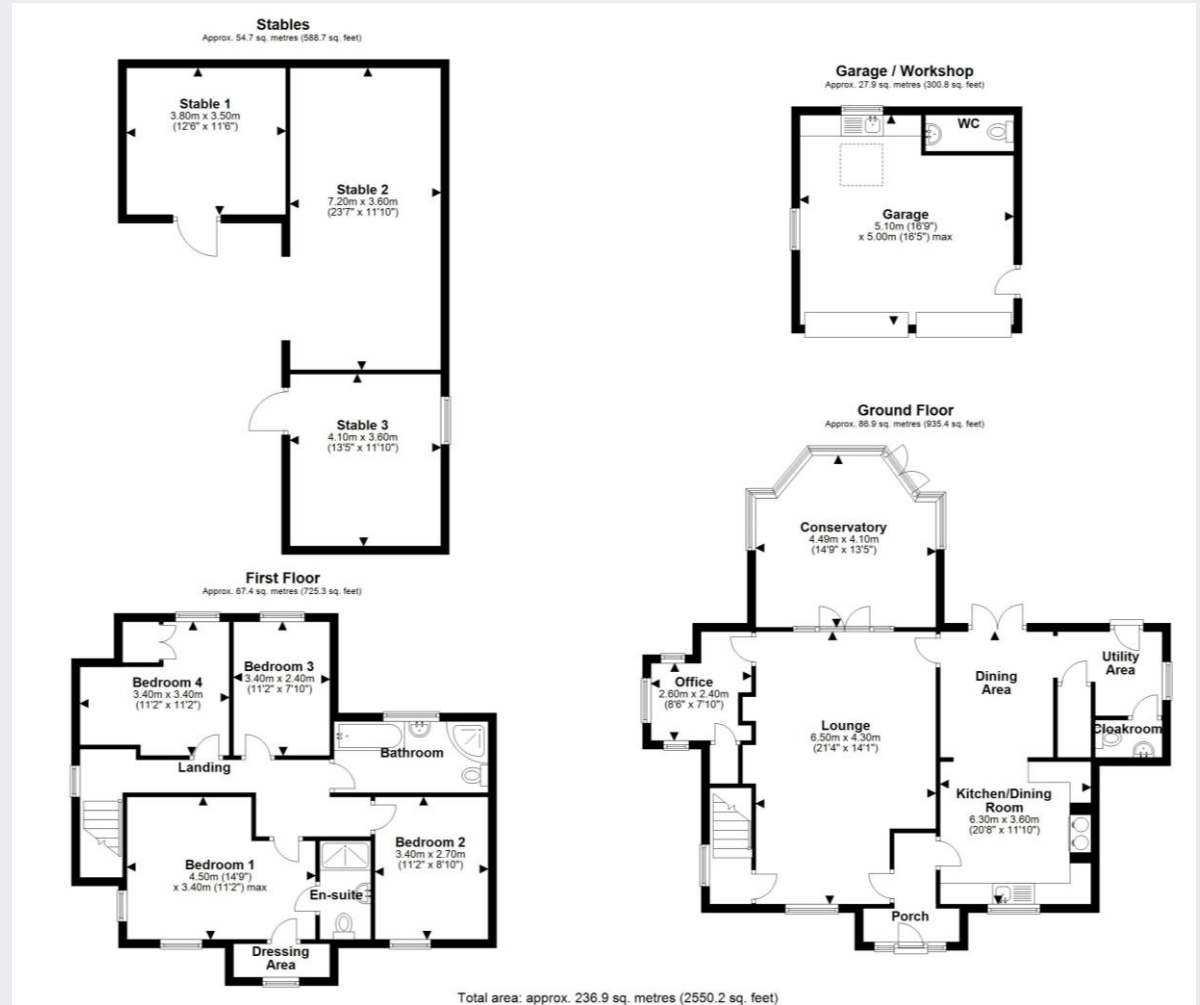 Stables
Approx. 54.7 sq. metres (588.7 sq. feet)
Stable 1
3.80m x 3.50m
(12'6" x 11'6")
Stable 2
7.20m x 3.60m
(23'7" x 11'10")
Stable 3
4.10m x 3.60m
(13'5" x 11'10")
Garage / Workshop
Approx. 27.9 sq. metres (300.8 sq. feet)
WC
Garage
5.10m (16'9")
x 5.00m (16'5") max
Ground Floor
Approx. 86.9 sq. metres (935.4 sq. feet)
Conservatory
4.49m x 4.10m
(14'9" x 13'5")
Office
2.60m x 2.40m
(8'6" x 7'10")
Lounge
6.50m x 4.30m
(21'4" x 14'1")
Dining
Area
Utility
Area
Cloakroom
Kitchen/Dining
Room
6.30m x 3.60m
(20'8" x 11'10")
Porch
First Floor
Approx. 67.4 sq. metres (725.3 sq. feet)
Bedroom 4
3.40m x 3.40m
(11'2" x 11'2")
Bedroom 3
3.40m x 2.40m
(11'2" x 7'10")
Bathroom
Landing
Bedroom 1
4.50m (14'9")
x 3.40m (11'2") max
En-suite
Bedroom 2
3.40m x 2.70m
(11'2" x 8'10")
Dressing
Area
Total area: approx. 236.9 sq. metres (2550.2 sq. feet)